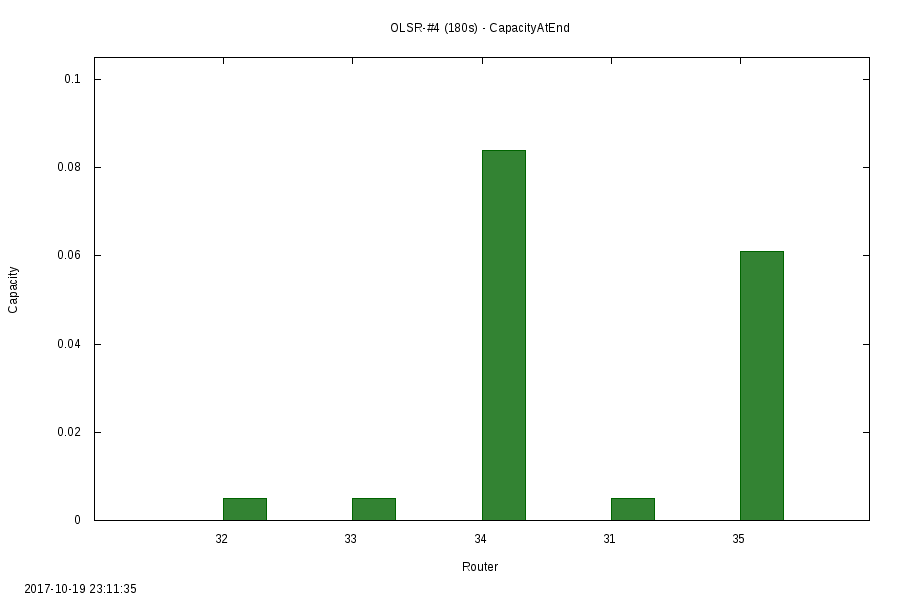 OLSR-#4 (180s) - CapacityAtEnd
0.1
0.08
0.06
0.04
0.02
0
Capacity
32 33 34 31 35
Router
2017-10-19 23:11:35